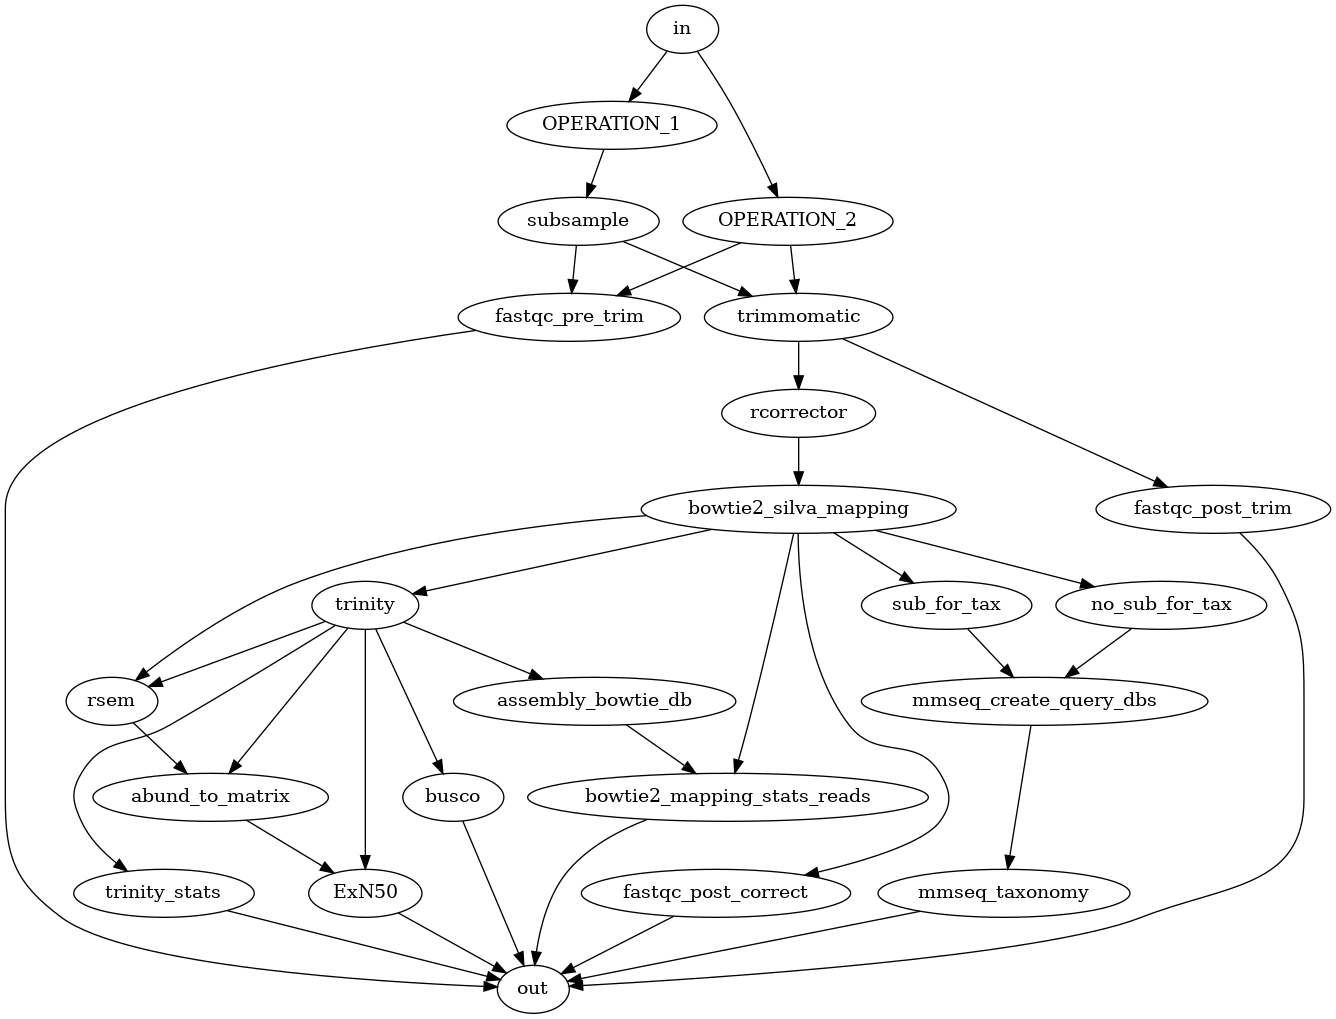 in
OPERATION_1
subsample
OPERATION_2
fastqc_pre_trim
trimmomatic
rcorrector
bowtie2_silva_mapping
fastqc_post_trim
trinity
sub_for_tax
no_sub_for_tax
rsem
assembly_bowtie_db
mmseq_create_query_dbs
abund_to_matrix
busco
bowtie2_mapping_stats_reads
trinity_stats
ExN50
fastqc_post_correct
mmseq_taxonomy
out